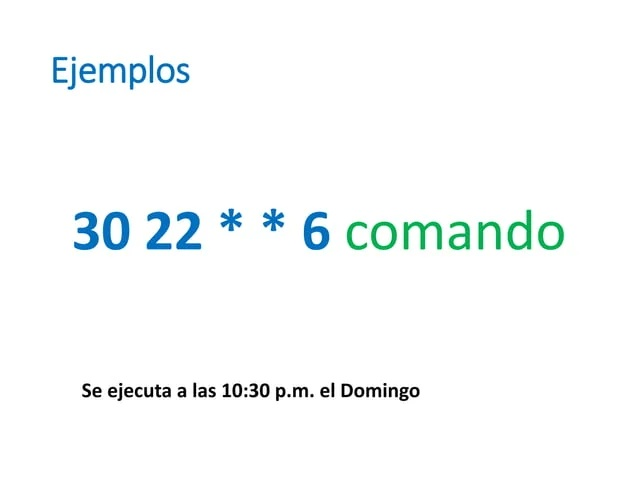 Ejemplos
30 22 * * 6 comando
Se ejecuta a las 10:30 p.m. el Domingo